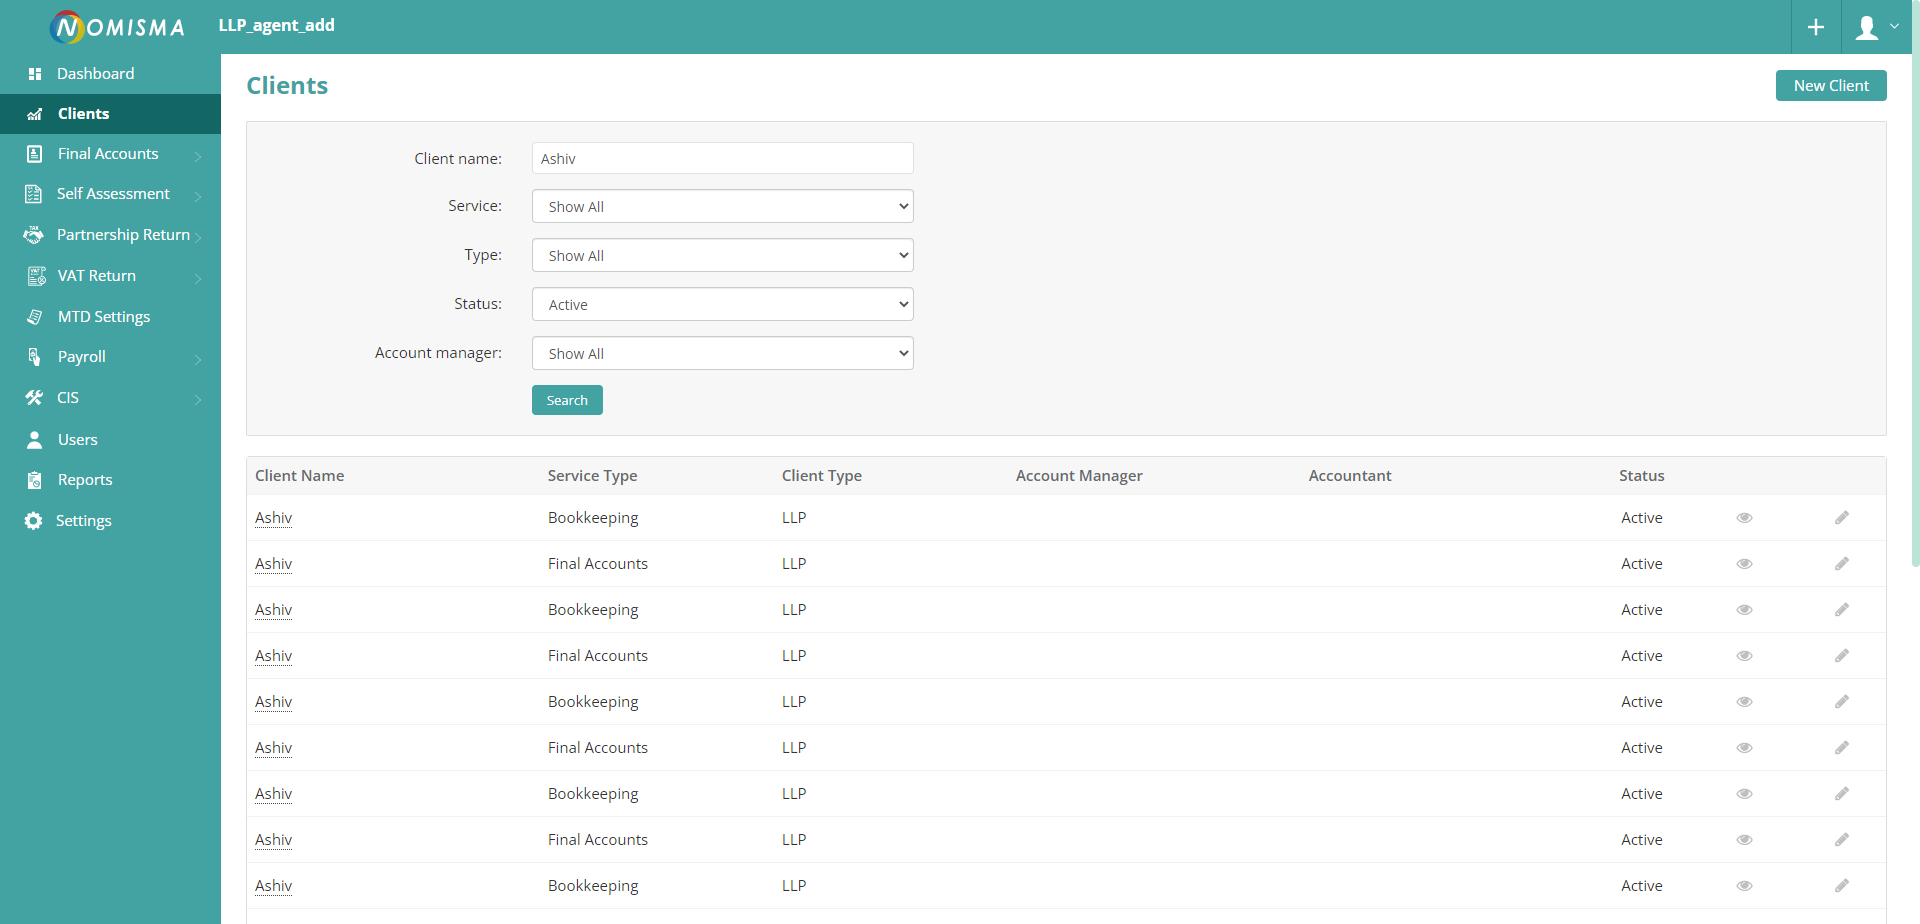 NOMISMA
LLP_agent_add
Dashboard
Clients
Final Accounts
Self Assessment
Partnership Return
VAT Return
MTD Settings
Payroll
CIS
Users
Reports
Settings
Clients
New Client
Client name: Ashiv
Service: Show All
Type: Show All
Status: Active
Account manager: Show All
Search
Client Name Service Type Client Type Account Manager Accountant Status
Ashiv Bookkeeping LLP Active
Ashiv Final Accounts LLP Active
Ashiv Bookkeeping LLP Active
Ashiv Final Accounts LLP Active
Ashiv Bookkeeping LLP Active
Ashiv Final Accounts LLP Active
Ashiv Bookkeeping LLP Active
Ashiv Final Accounts LLP Active
Ashiv Bookkeeping LLP Active